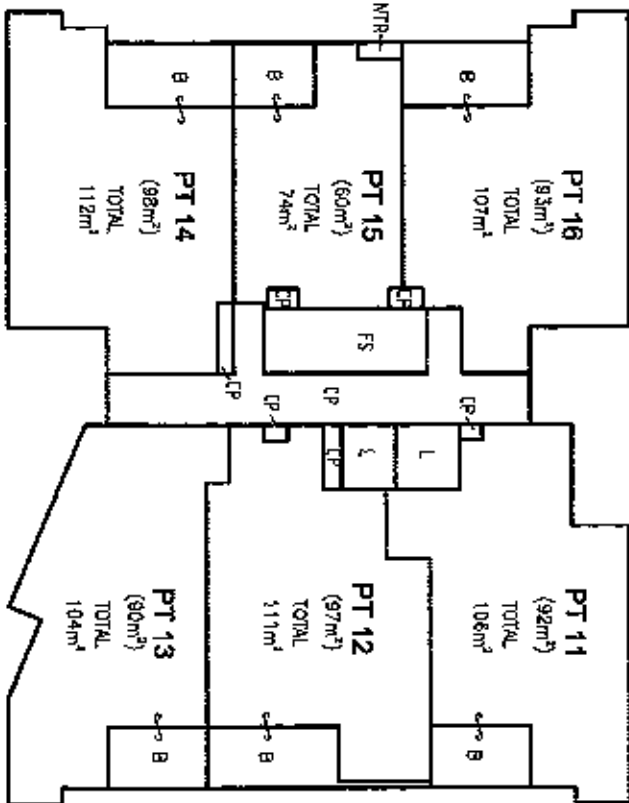 B
PT 16
(93m²)
TOTAL
107m²
CP
L
PT 11
(92m²)
TOTAL
106m²
B
NTR
CP
L
B
PT 15
(60m²)
TOTAL
74m²
CP
FS
CP
CP
CP
PT 12
(97m²)
TOTAL
111m²
B
B
PT 14
(98m²)
TOTAL
112m²
CP
PT 13
(90m²)
TOTAL
104m²
B